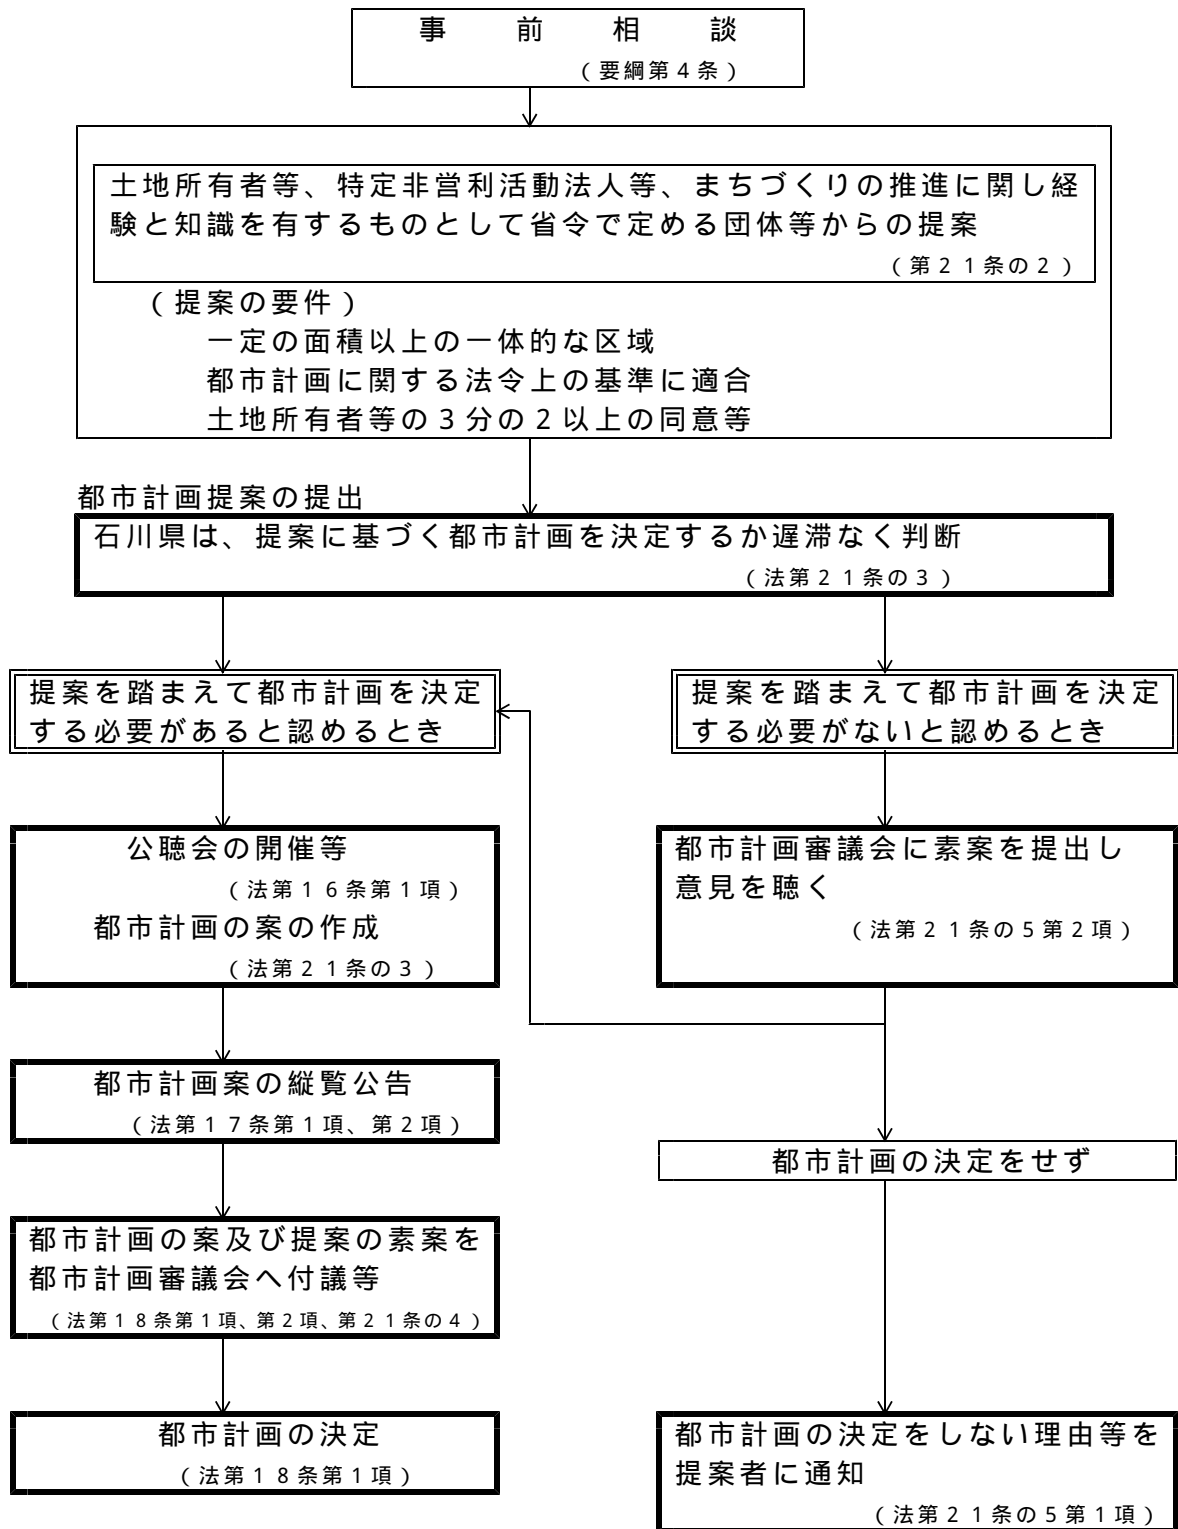 事前相談
(要綱第4条)
土地所有者等、特定非営利活動法人等、まちづくりの推進に関し経
験と知識を有するものとして省令で定める団体等からの提案
(第21条の2)
(提案の要件)
一定の面積以上の一体的な区域
都市計画に関する法令上の基準に適合
土地所有者等の3分の2以上の同意等
都市計画提案の提出
石川県は、提案に基づく都市計画を決定するか遅滞なく判断
(法第21条の3)
提案を踏まえて都市計画を決定
する必要があると認めるとき
提案を踏まえて都市計画を決定
する必要がないと認めるとき
公聴会の開催等
(法第16条第1項)
都市計画の案の作成
(法第21条の3)
都市計画審議会に素案を提出し
意見を聴く
(法第21条の5第2項)
都市計画案の縦覧公告
(法第17条第1項、第2項)
都市計画の決定をせず
都市計画の案及び提案の素案を
都市計画審議会へ付議等
(法第18条第1項、第2項、第21条の4)
都市計画の決定
(法第18条第1項)
都市計画の決定をしない理由等を
提案者に通知
(法第21条の5第1項)